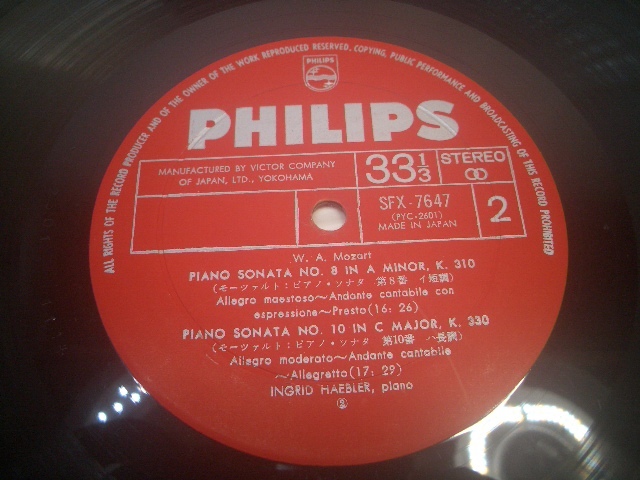 ALL RIGHTS OF THE RECORD PRODUCER AND OF THE OWNER OF THE WORK REPRODUCED RESERVED. COPYING, PUBLIC PERFORMANCE AND BROADCASTING OF THIS RECORD PROHIBITED
PHILIPS
PHILIPS
MANUFACTURED BY VICTOR COMPANY
OF JAPAN, LTD., YOKOHAMA
33 1/3
STEREO
SFX-7647
(PYC-2601)
MADE IN JAPAN
2
W. A. Mozart
PIANO SONATA NO. 8 IN A MINOR, K. 310
(モーツァルト:ピアノ・ソナタ 第8番 イ短調)
Allegro maestoso~Andante cantabile con
espressione~Presto(16: 26)
PIANO SONATA NO. 10 IN C MAJOR, K. 330
(モーツァルト:ピアノ・ソナタ 第10番 ハ長調)
Allegro moderato~Andante cantabile
~Allegretto(17: 29)
INGRID HAEBLER, piano